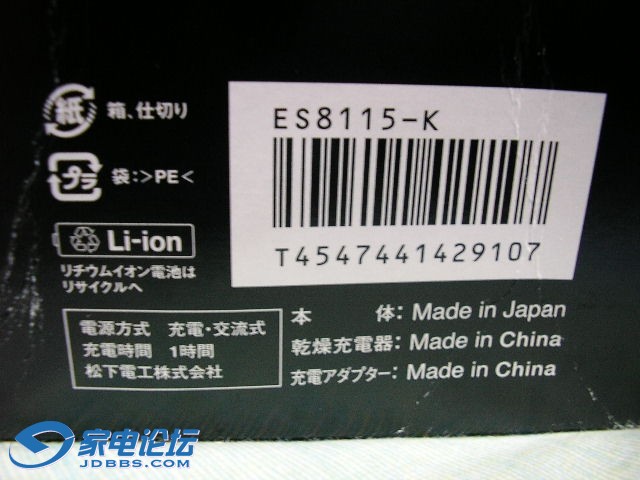 紙 箱、仕切り
プラ 袋:>PE<
Li-ion
リチウムイオン電池は
リサイクルへ
ES8115-K
T4547441429107
電源方式 充電・交流式
充電時間 1時間
松下電工株式会社
本 体: Made in Japan
乾燥充電器: Made in China
充電アダプター: Made in China
家电论坛
JDBBS.COM